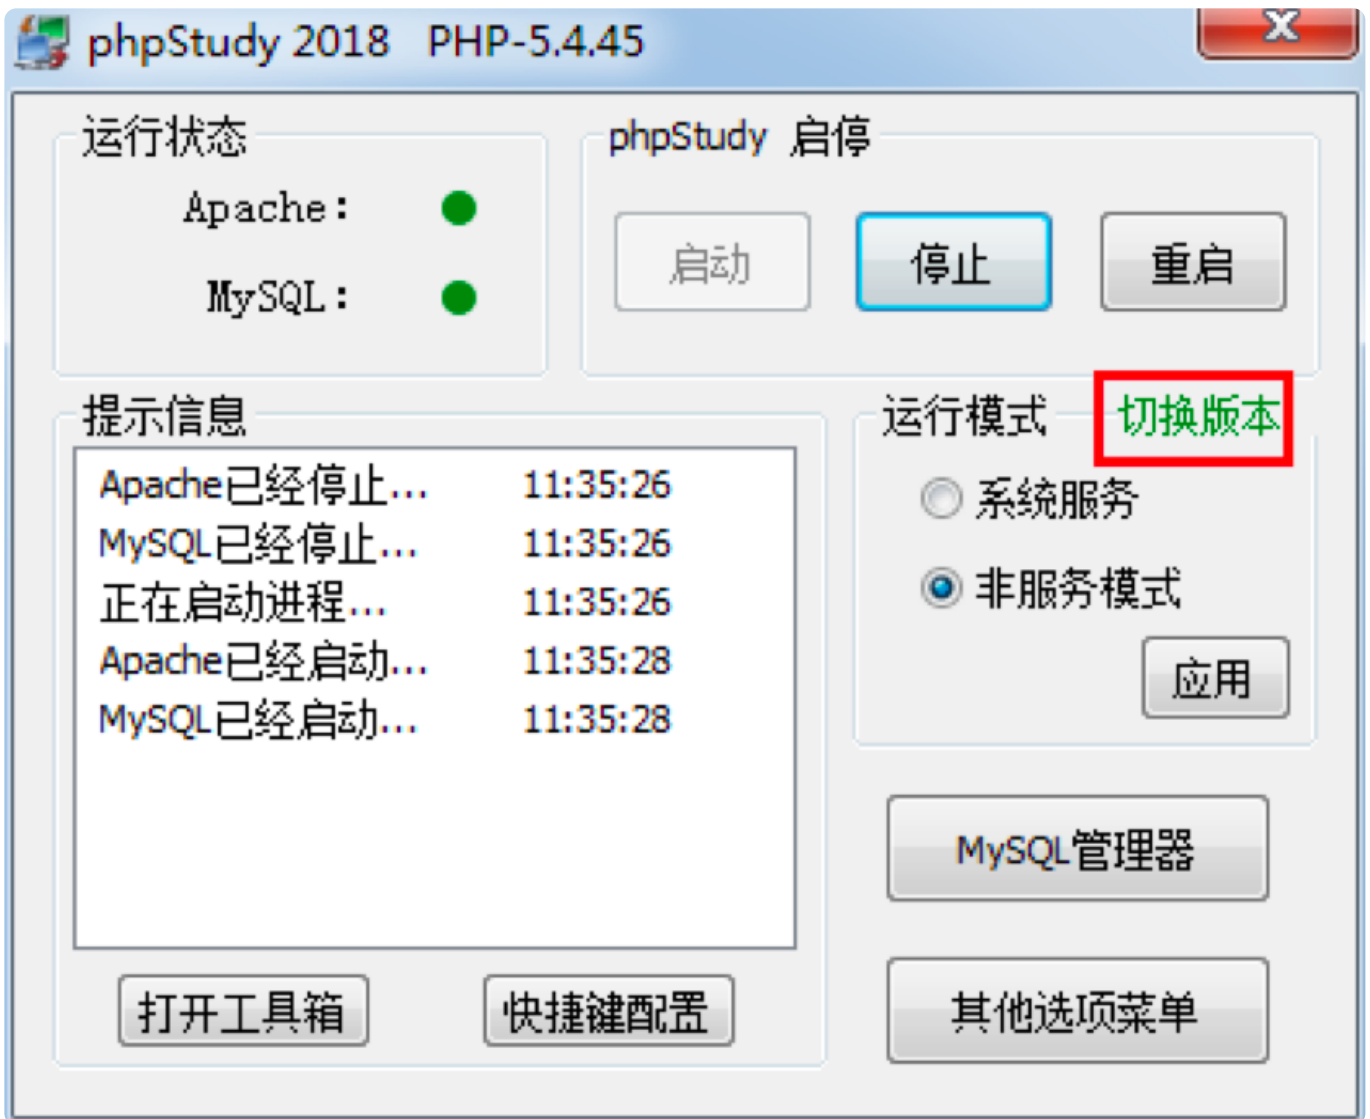 phpStudy 2018 PHP-5.4.45
运行状态
Apache:
MySQL:
phpStudy 启停
启动 停止 重启
提示信息
Apache已经停止... 11:35:26
MySQL已经停止... 11:35:26
正在启动进程... 11:35:26
Apache已经启动... 11:35:28
MySQL已经启动... 11:35:28
打开工具箱 快捷键配置
运行模式 切换版本
系统服务
非服务模式
应用
MySQL管理器
其他选项菜单